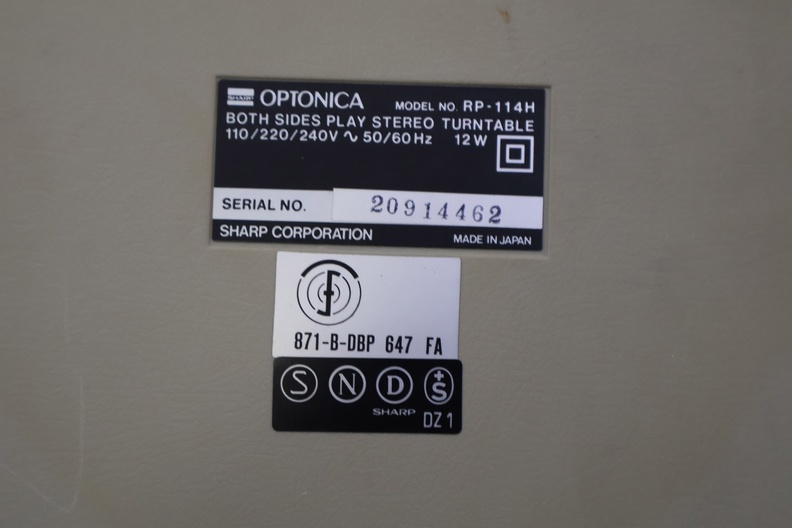 SHARP OPTONICA MODEL NO. RP-114H
BOTH SIDES PLAY STEREO TURNTABLE
110/220/240V ∿ 50/60Hz 12W
SERIAL NO. 20914462
SHARP CORPORATION MADE IN JAPAN
871-B-DBP 647 FA
S N D +S
SHARP
DZ1